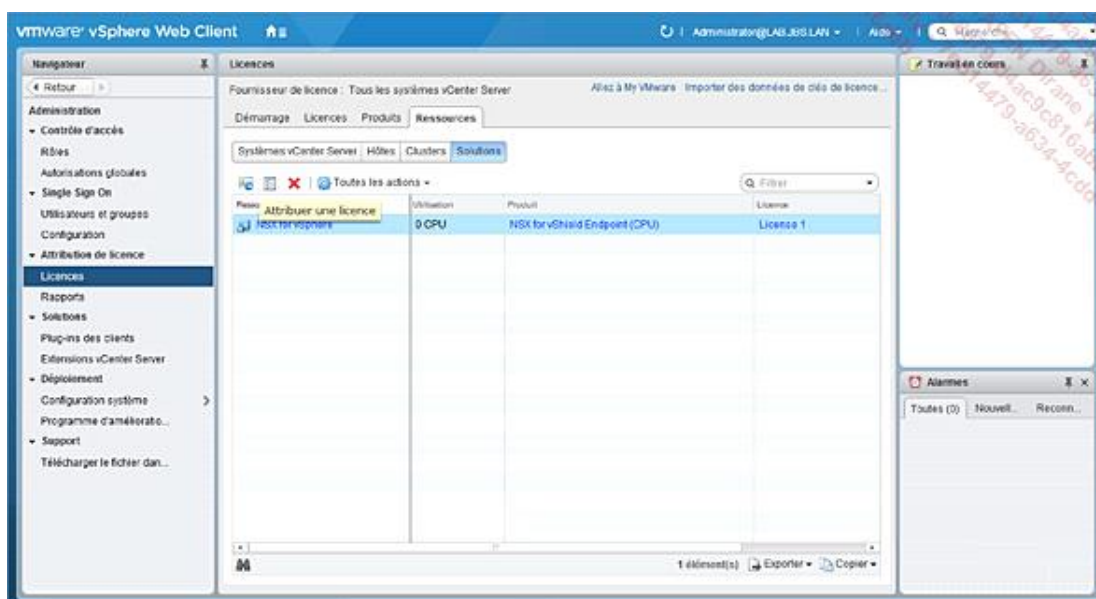 vmware® vSphere Web Client
Administrator@LAB.JBS.LAN
Navigateur
Retour
Administration
Contrôle d'accès
Rôles
Autorisations globales
Single Sign On
Utilisateurs et groupes
Configuration
Attribution de licence
Licences
Rapports
Solutions
Plug-ins des clients
Extensions vCenter Server
Déploiement
Configuration système
Programme d'améliorato...
Support
Télécharger le fichier dan...
Licences
Fournisseur de licence : Tous les systèmes vCenter Server
Allez à My VMware Importer des données de clés de licence...
Démarrage Licences Produits Ressources
Systèmes vCenter Server Hôtes Clusters Solutions
Toutes les actions
Filtrer
Attribuer une licence
Utilisation Produit License
NSX for vSphere 0 CPU NSX for vShield Endpoint (CPU) License 1
1 élément(s) Exporter Copier
Travail en cours
Alarmes
Toutes (0) Nouvell... Reconn...